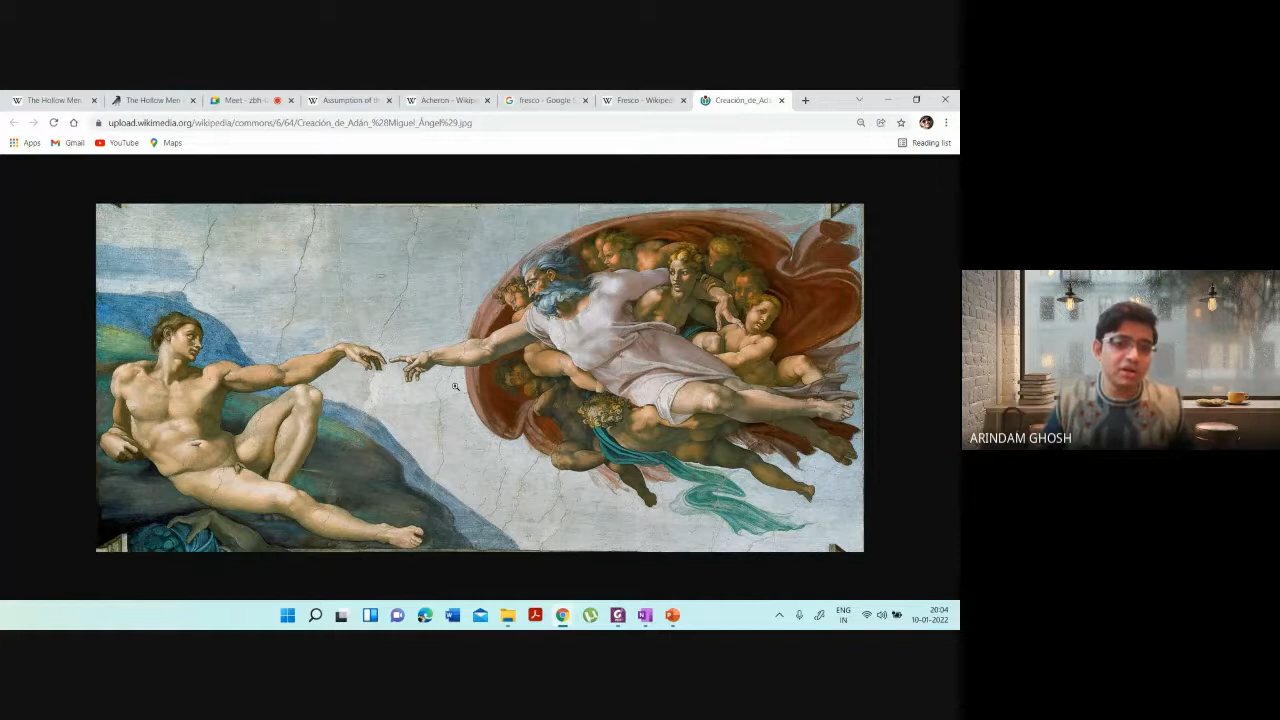 The Hollow Men
The Hollow Men
Meet - zbh-
Assumption of th
Acheron - Wikip
fresco - Google S
Fresco - Wikiped
Creación_de_Ada
upload.wikimedia.org/wikipedia/commons/6/64/Creación_de_Adán_%28Miguel_Ángel%29.jpg
Apps
Gmail
YouTube
Maps
Reading list
ARINDAM GHOSH
ENG
IN
20:04
10-01-2022